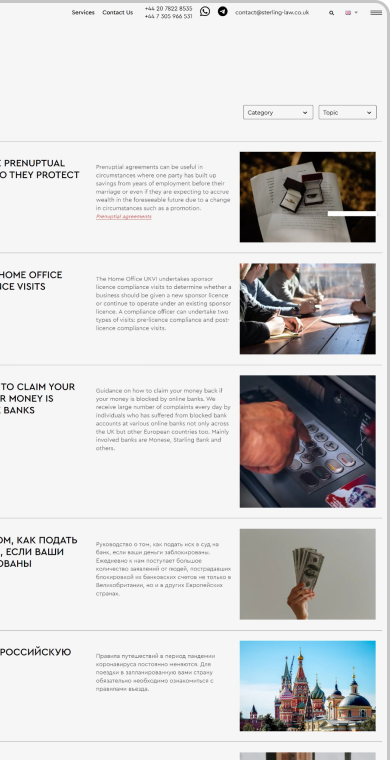 Services Contact Us +44 20 7822 8535
+44 7 305 966 531
contact@sterling-law.co.uk
Category Topic
PRENUPTUAL
O THEY PROTECT
Prenuptial agreements can be useful in
circumstances where one party has built up
savings from years of employment before their
marriage or even if they are expecting to accrue
wealth in the foreseeable future due to a change
in circumstances such as a promotion.
Prenuptial agreements
HOME OFFICE
NCE VISITS
The Home Office UKVI undertakes sponsor
licence compliance visits to determine whether a
business should be given a new sponsor licence
or continue to operate under an existing sponsor
licence. A compliance officer can undertake two
types of visits: pre-licence compliance and post-
licence compliance visits.
TO CLAIM YOUR
R MONEY IS
BANKS
Guidance on how to claim your money back if
your money is blocked by online banks. We
receive large number of complaints every day by
individuals who has suffered from blocked bank
accounts at various online banks not only across
the UK but other European countries too. Mainly
involved banks are Monese, Starling Bank and
others.
ОМ, КАК ПОДАТЬ
, ЕСЛИ ВАШИ
ОВАНЫ
Руководство о том, как подать иск в суд на
банк, если ваши деньги заблокированы.
Ежедневно к нам поступает большое
количество заявлений от людей, пострадавших
блокировкой их банковских счетов не только в
Великобритании, но и в других Европейских
странах.
РОССИЙСКУЮ
Правила путешествий в период пандемии
коронавируса постоянно меняются. Для
поездки в запланированную вами страну
обязательно необходимо ознакомиться с
правилами въезда.